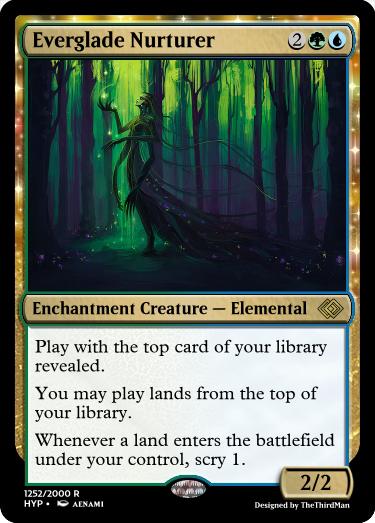 Everglade Nurturer 2
Enchantment Creature — Elemental
Play with the top card of your library
revealed.
You may play lands from the top of
your library.
Whenever a land enters the battlefield
under your control, scry 1.
2/2
1252/2000 R
HYP • AENAMI
Designed by TheThirdMan